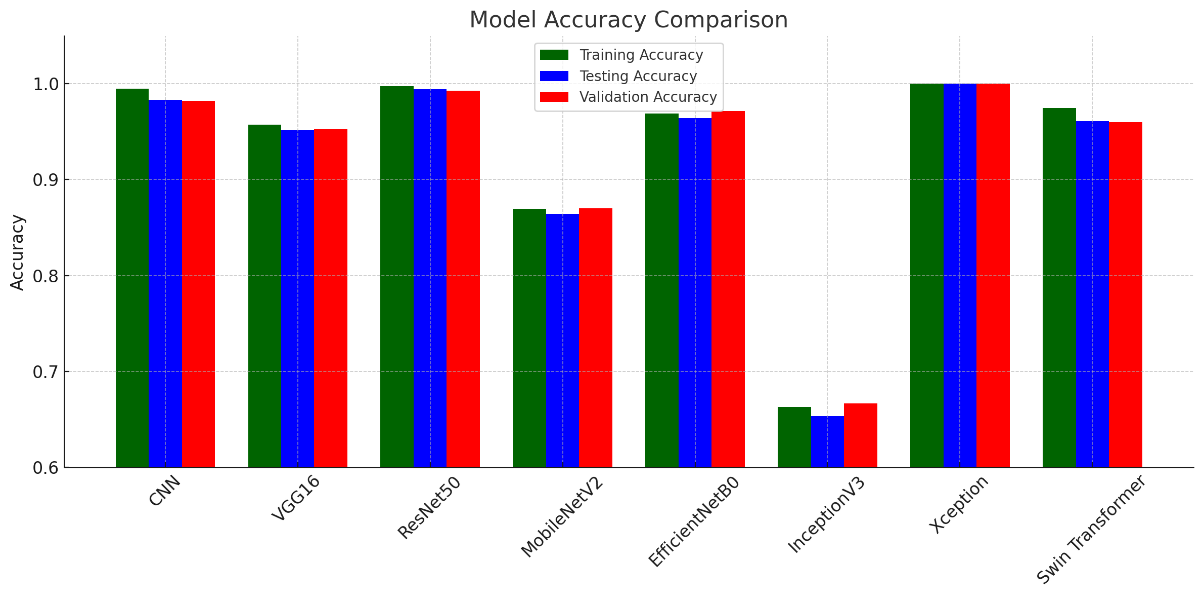 Model Accuracy Comparison
Training Accuracy
Testing Accuracy
Validation Accuracy
Accuracy
1.0
0.9
0.8
0.7
0.6
CNN
VGG16
ResNet50
MobileNetV2
EfficientNetB0
InceptionV3
Xception
Swin Transformer